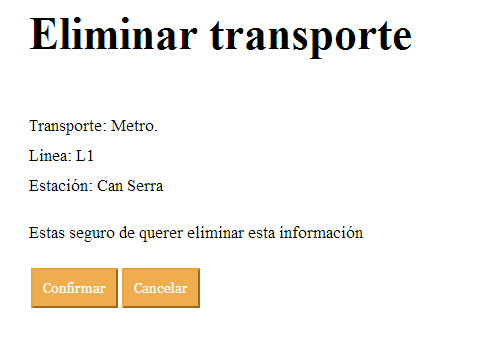 Eliminar transporte
Transporte: Metro.
Linea: L1
Estación: Can Serra
Estas seguro de querer eliminar esta información
Confirmar Cancelar